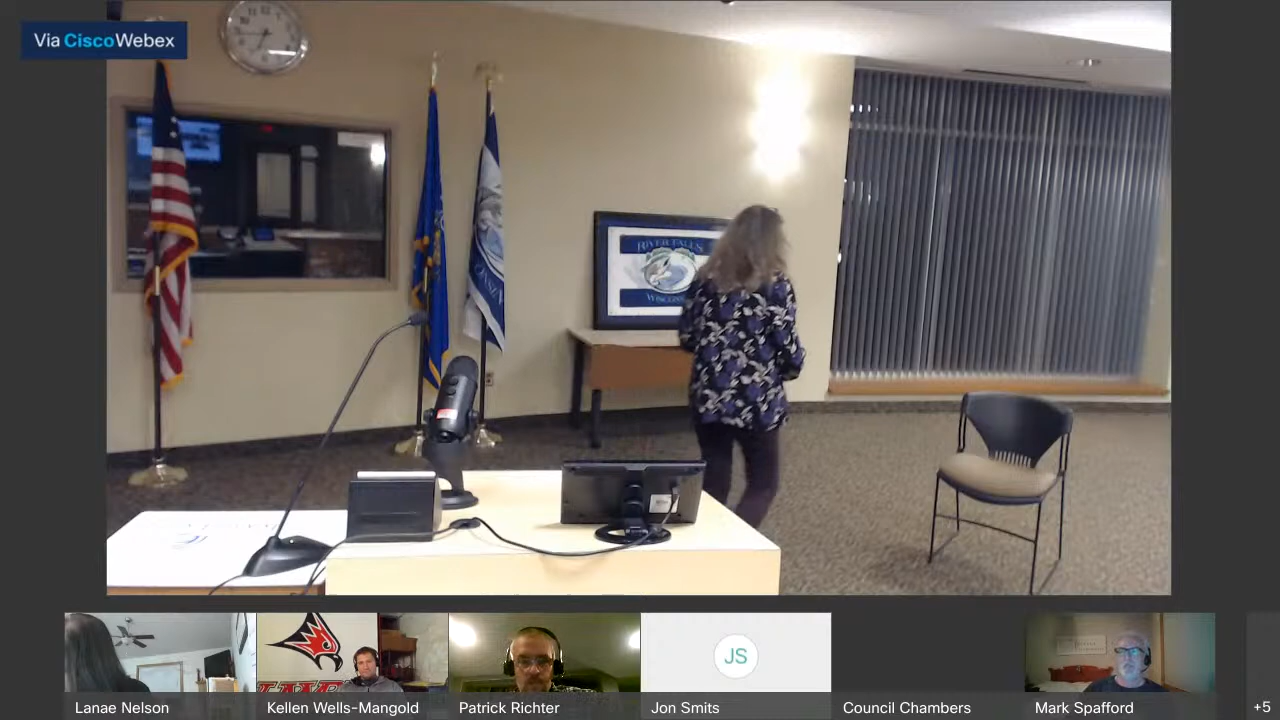 Via CiscoWebex
RIVER FALLS
WISCONSIN
JS
Lanae Nelson
Kellen Wells-Mangold
Patrick Richter
Jon Smits
Council Chambers
Mark Spafford
+5